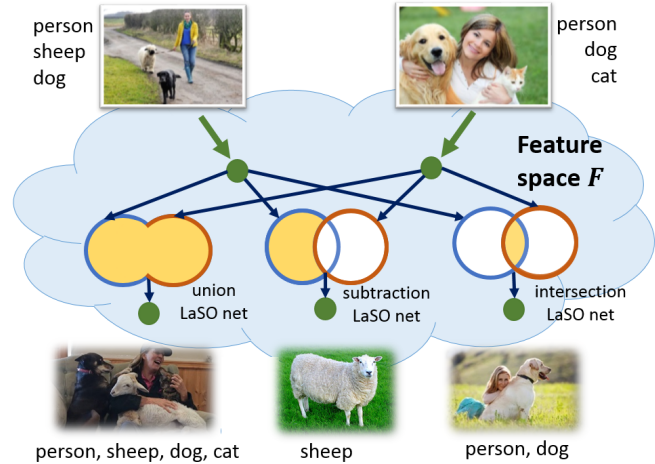 person
sheep
dog
person
dog
cat
Feature
space F
union
LaSO net
subtraction
LaSO net
intersection
LaSO net
person, sheep, dog, cat
sheep
person, dog